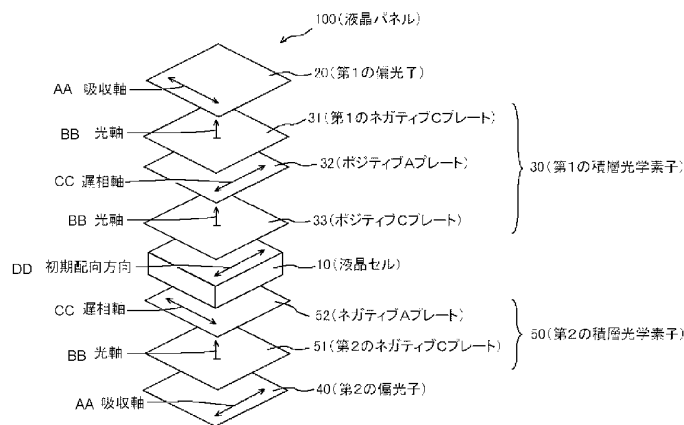 100(液晶パネル)
20(第1の偏光子)
AA 吸収軸
31(第1のネガティブCプレート)
BB 光軸
32(ポジティブAプレート)
30(第1の積層光学素子)
CC 遅相軸
BB 光軸
33(ポジティブCプレート)
DD 初期配向方向
10(液晶セル)
CC 遅相軸
52(ネガティブAプレート)
50(第2の積層光学素子)
BB 光軸
51(第2のネガティブCプレート)
40(第2の偏光子)
AA 吸収軸